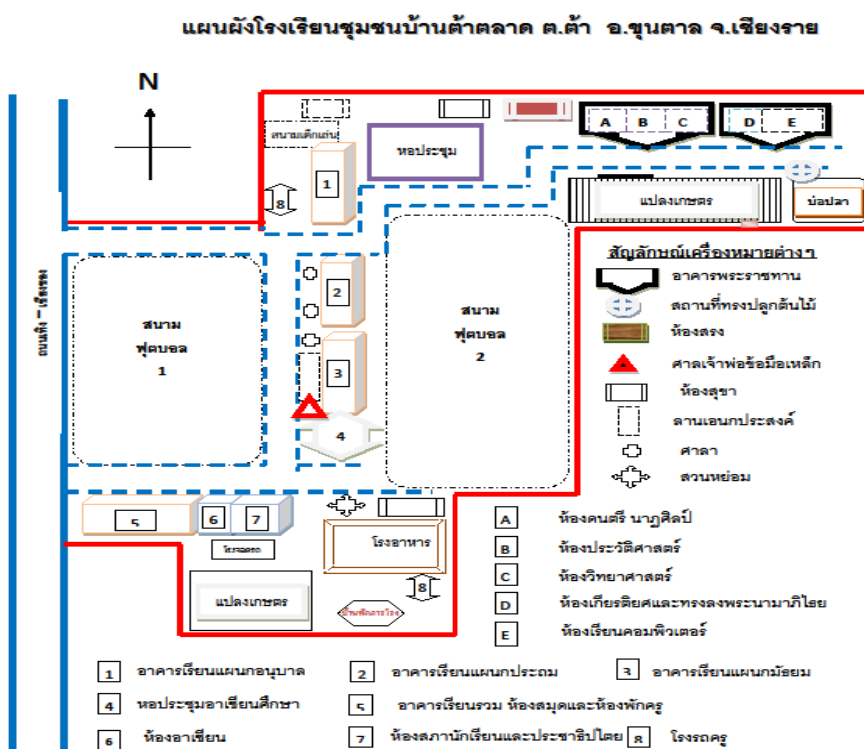 แผนผังโรงเรียนชุมชนบ้านต้าตลาด ต.ต้า อ.ขุนตาล จ.เชียงราย
N
สนามเด็กเล่น
หอประชุม
A B C D E
1
8
แปลงเกษตร
บ่อปลา
2
3
4
สนาม
ฟุตบอล
1
สนาม
ฟุตบอล
2
สัญลักษณ์เครื่องหมายต่างๆ
อาคารพระราชทาน
สถานที่ทรงปลูกต้นไม้
ห้องสรง
ศาลเจ้าพ่อข้อมือเหล็ก
ห้องสุขา
ลานเอนกประสงค์
ศาลา
สวนหย่อม
5
6
7
โรงจอดรถ
โรงอาหาร
แปลงเกษตร
8
บ้านพักภารโรง
A ห้องดนตรี นาฏศิลป์
B ห้องประวัติศาสตร์
C ห้องวิทยาศาสตร์
D ห้องเกียรติยศและทรงลงพระนามาภิไธย
E ห้องเรียนคอมพิวเตอร์
1 อาคารเรียนแผนกอนุบาล 2 อาคารเรียนแผนกประถม 3 อาคารเรียนแผนกมัธยม
4 หอประชุมอาเซียนศึกษา 5 อาคารเรียนรวม ห้องสมุดและห้องพักครู
6 ห้องอาเซียน 7 ห้องสภานักเรียนและประชาธิปไตย 8 โรงรถครู